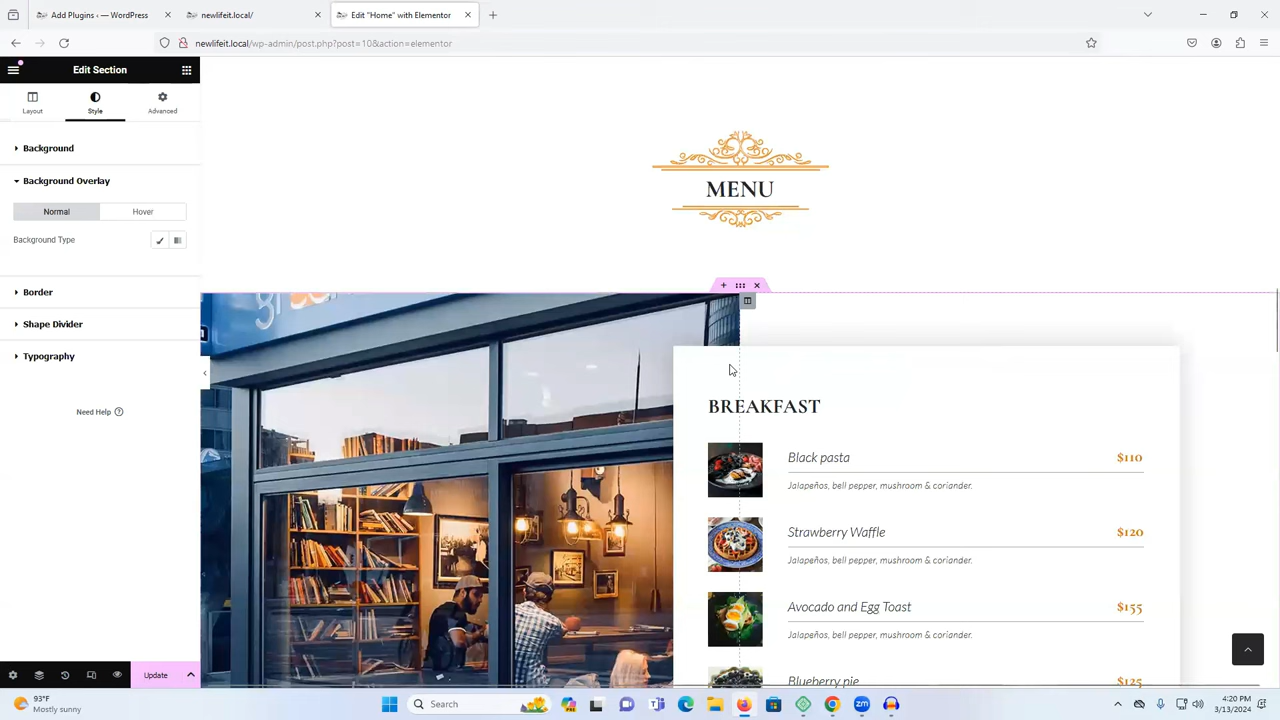 Add Plugins ‹ — WordPress
newlifeit.local/
Edit "Home" with Elementor
newlifeit.local/wp-admin/post.php?post=10&action=elementor
Edit Section
Layout
Style
Advanced
Background
Background Overlay
Normal
Hover
Background Type
Border
Shape Divider
Typography
Need Help
Update
MENU
BREAKFAST
Black pasta
$110
Jalapeños, bell pepper, mushroom & coriander.
Strawberry Waffle
$120
Jalapeños, bell pepper, mushroom & coriander.
Avocado and Egg Toast
$155
Jalapeños, bell pepper, mushroom & coriander.
Blueberry pie
$125
93°F
Mostly sunny
Search
4:20 PM
3/13/2024